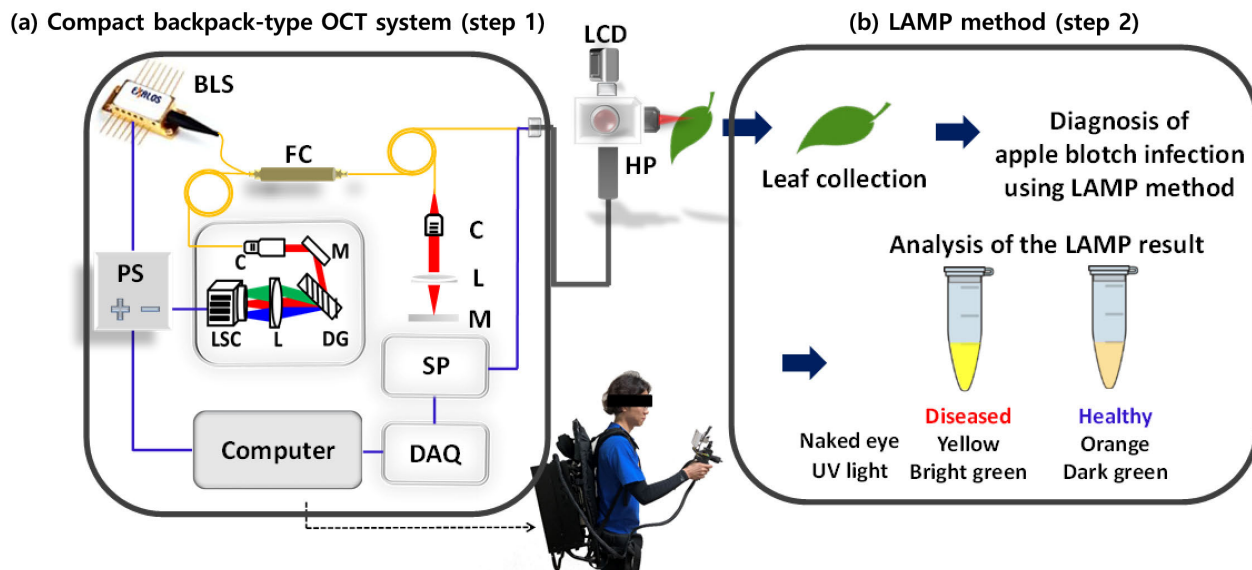 (a) Compact backpack-type OCT system (step 1)
LCD
(b) LAMP method (step 2)
BLS
EXALOS
FC
HP
Leaf collection
Diagnosis of
apple blotch infection
using LAMP method
C
M
C
L
M
PS
LSC
L
DG
SP
Computer
DAQ
Analysis of the LAMP result
Diseased
Healthy
Naked eye
Yellow
Orange
UV light
Bright green
Dark green